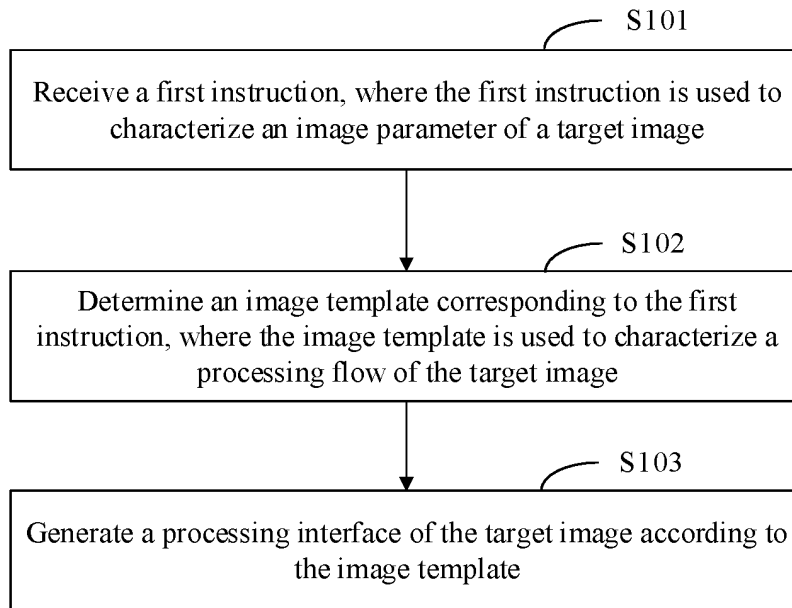 S101
Receive a first instruction, where the first instruction is used to
characterize an image parameter of a target image
S102
Determine an image template corresponding to the first
instruction, where the image template is used to characterize a
processing flow of the target image
S103
Generate a processing interface of the target image according to
the image template